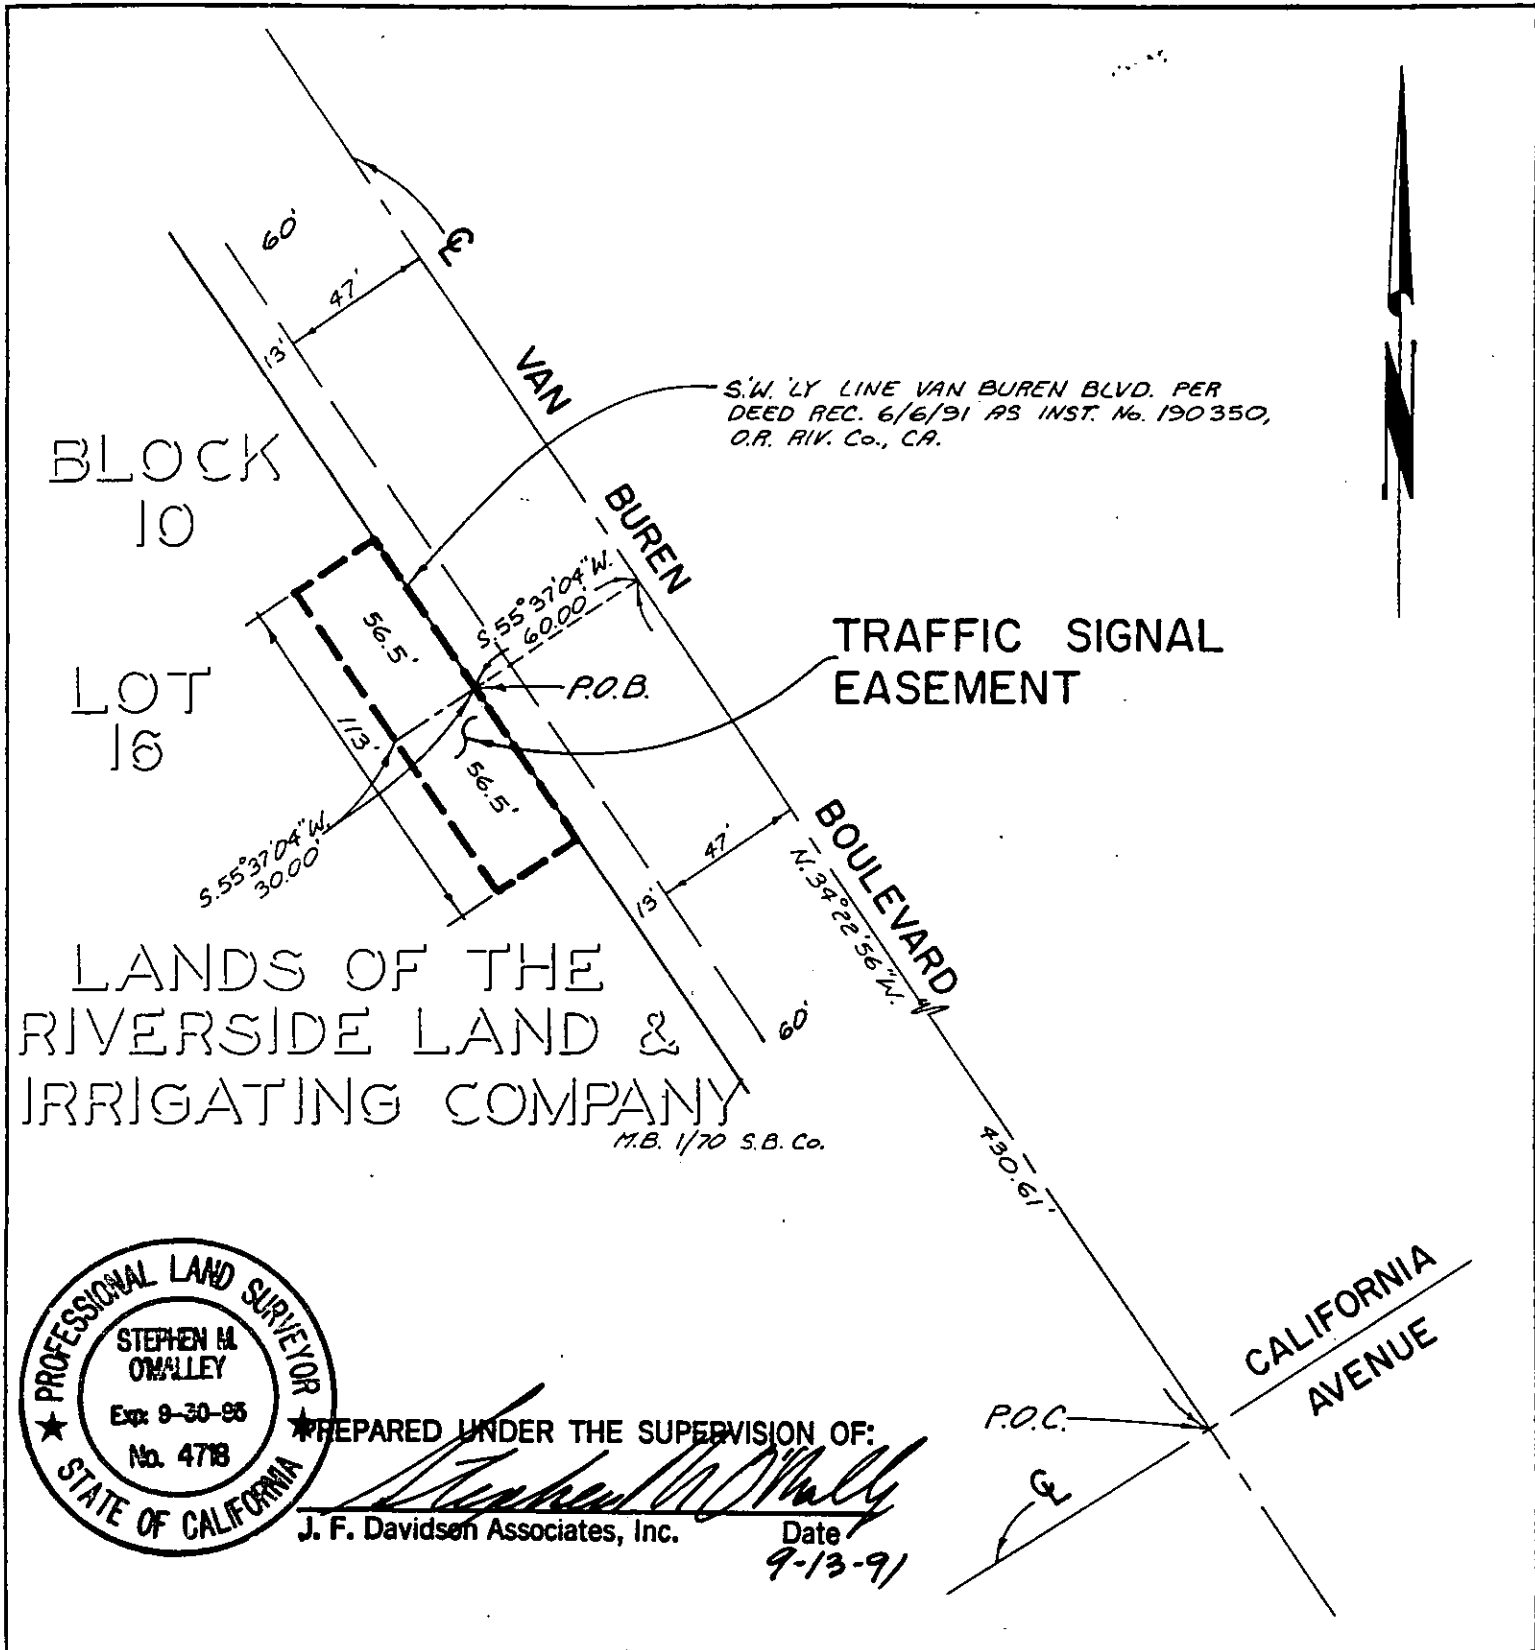 60'
℄
47'
13'
VAN
S.W.'LY LINE VAN BUREN BLVD. PER
DEED REC. 6/6/91 AS INST. No. 190350,
O.R. RIV. Co., CA.
BLOCK
10
BUREN
S.55°37'04"W.
60.00'
56.5'
TRAFFIC SIGNAL
EASEMENT
P.O.B.
LOT
16
113'
56.5'
S.55°37'04"W.
30.00'
47'
13'
BOULEVARD
N.34°22'56"W.
LANDS OF THE
RIVERSIDE LAND &
IRRIGATING COMPANY
M.B. 1/70 S.B. Co.
60'
430.61'
CALIFORNIA
AVENUE
P.O.C.
℄
PROFESSIONAL LAND SURVEYOR
STEPHEN M.
O'MALLEY
Exp: 9-30-95
No. 4718
STATE OF CALIFORNIA
PREPARED UNDER THE SUPERVISION OF:
Stephen M O'Malley
J. F. Davidson Associates, Inc.
Date
9-13-91
N